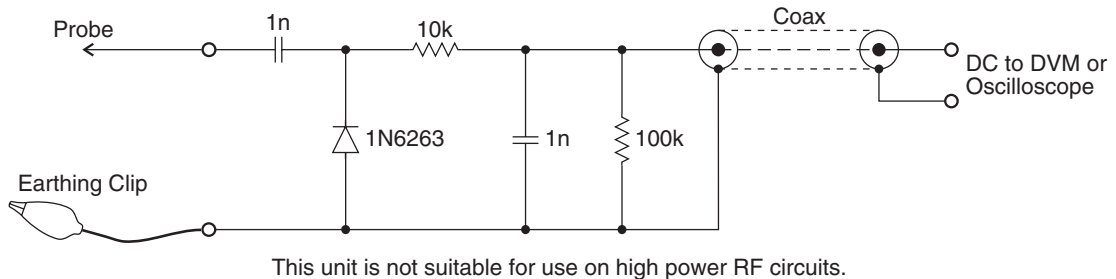 Probe
1n
10k
Coax
DC to DVM or
Oscilloscope
1N6263
1n
100k
Earthing Clip
This unit is not suitable for use on high power RF circuits.